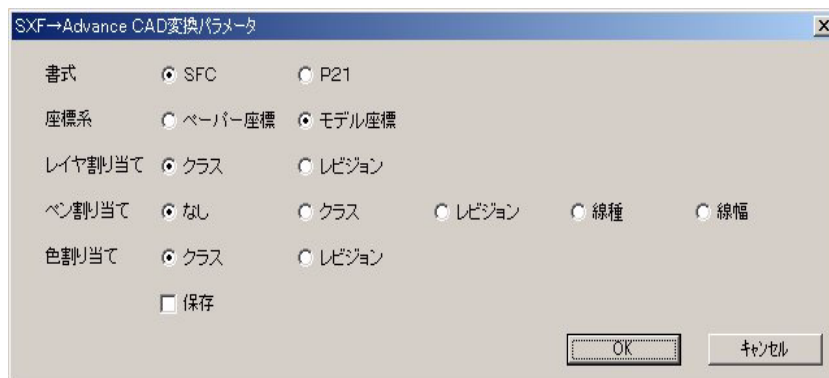 SXF→Advance CAD変換パラメータ
書式 SFC P21
座標系 ペーパー座標 モデル座標
レイヤ割り当て クラス レビジョン
ペン割り当て なし クラス レビジョン 線種 線幅
色割り当て クラス レビジョン
保存
OK キャンセル